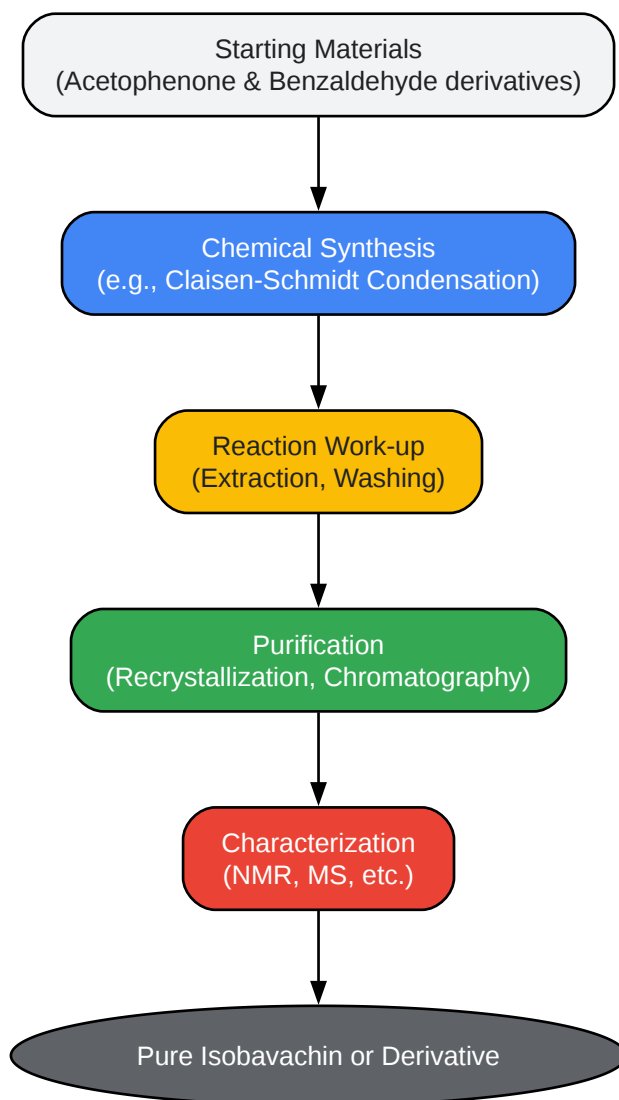 Starting Materials
(Acetophenone & Benzaldehyde derivatives)
Chemical Synthesis
(e.g., Claisen-Schmidt Condensation)
Reaction Work-up
(Extraction, Washing)
Purification
(Recrystallization, Chromatography)
Characterization
(NMR, MS, etc.)
Pure Isobavachin or Derivative